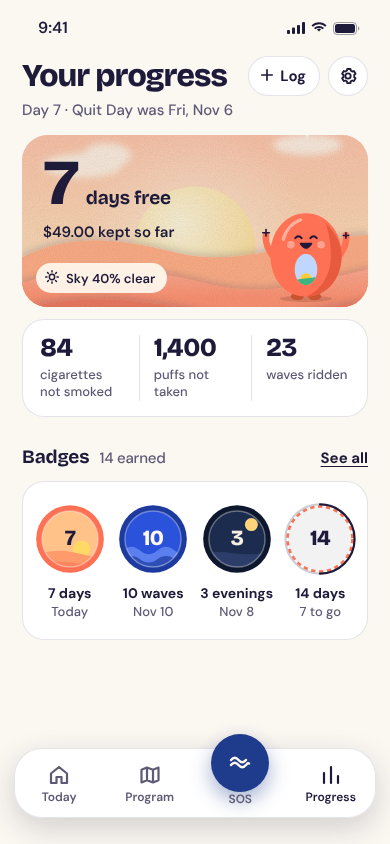 9:41
Your progress
+ Log
Day 7 · Quit Day was Fri, Nov 6
7 days free
$49.00 kept so far
Sky 40% clear
84
cigarettes
not smoked
1,400
puffs not
taken
23
waves ridden
Badges 14 earned
See all
7
10
3
14
7 days
10 waves
3 evenings
14 days
Today
Nov 10
Nov 8
7 to go
Today
Program
SOS
Progress